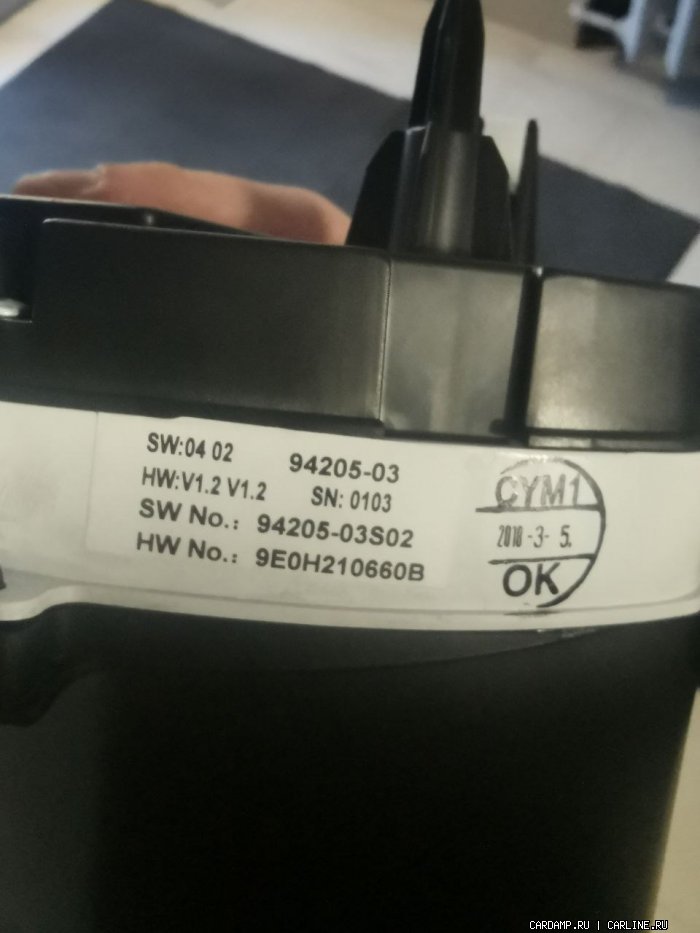 SW:04 02 94205-03
HW:V1.2 V1.2 SN: 0103
SW No.: 94205-03S02
HW No.: 9E0H210660B
CYM1
2018-3-5.
OK
CARDAMP.RU | CARLINE.RU